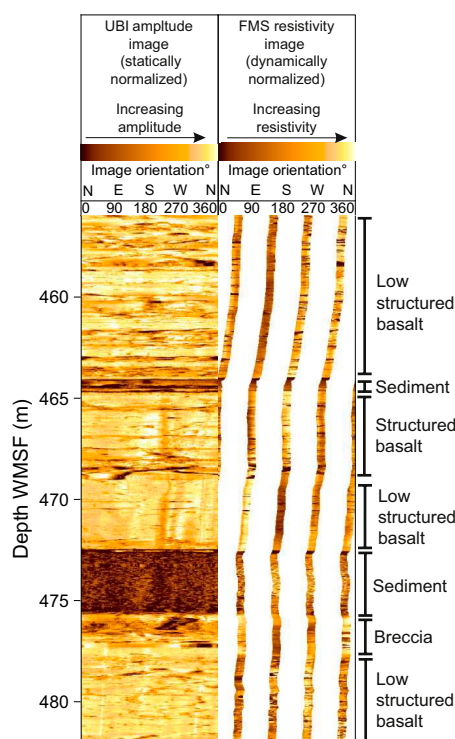 UBI ampltude
image
(statically
normalized)
Increasing
amplitude
FMS resistivity
image
(dynamically
normalized)
Increasing
resistivity
Image orientation°
N E S W N
0 90 180 270 360
Image orientation°
N E S W N
0 90 180 270 360
Depth WMSF (m)
460
465
470
475
480
Low
structured
basalt
Sediment
Structured
basalt
Low
structured
basalt
Sediment
Breccia
Low
structured
basalt